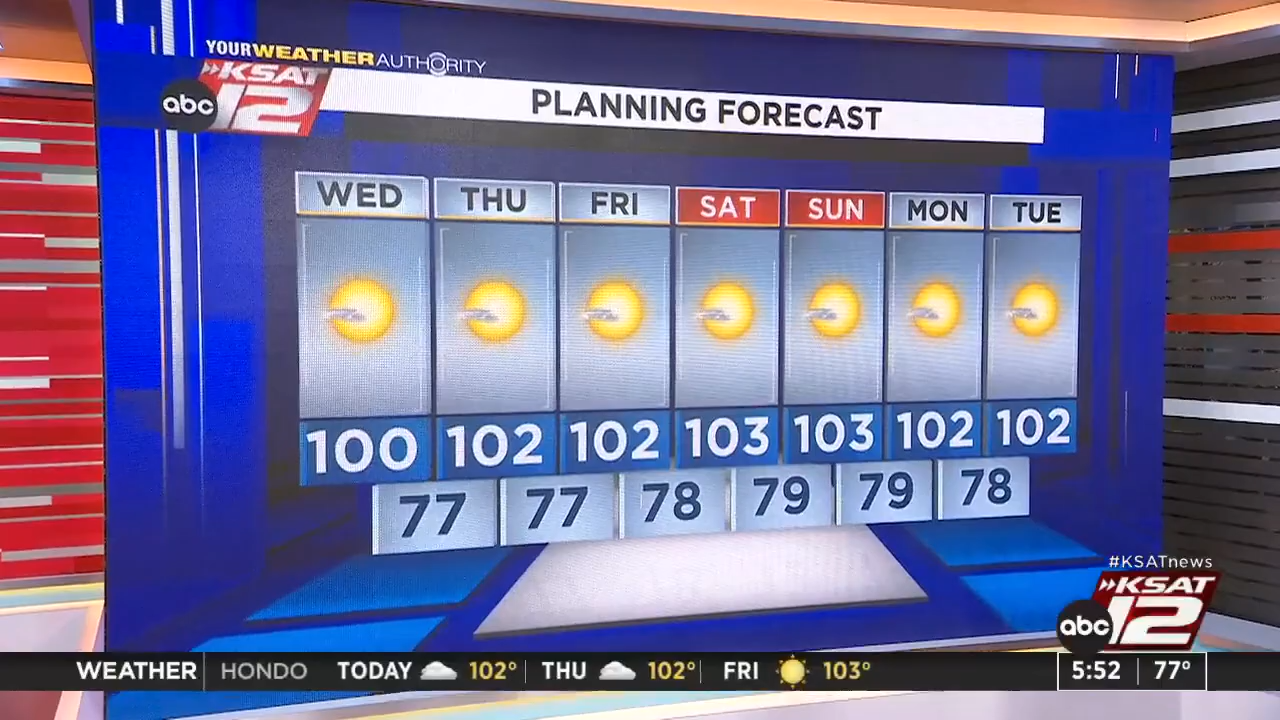 YOUR WEATHER AUTHORITY
KSAT
abc 12
PLANNING FORECAST
WED THU FRI SAT SUN MON TUE
100 102 102 103 103 102 102
77 77 78 79 79 78
#KSATnews
KSAT
abc 12
WEATHER HONDO TODAY 102° THU 102° FRI 103° 5:52 77°